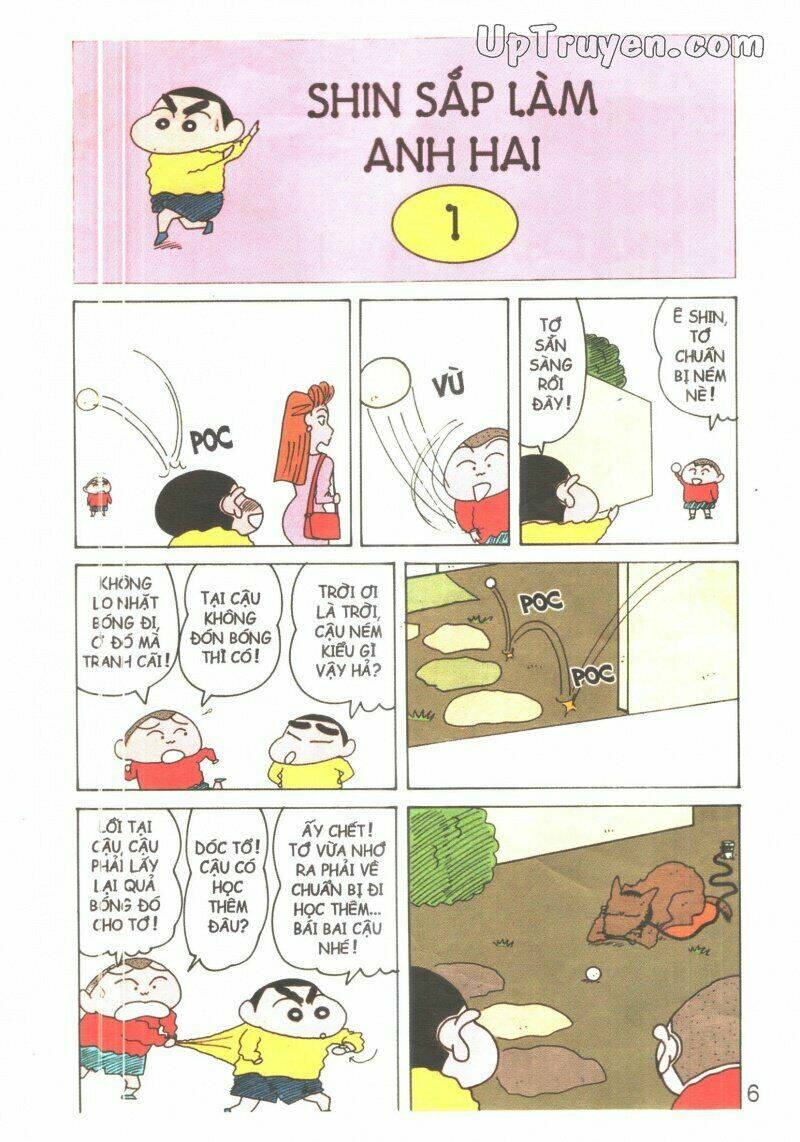 UpTruyen.com
SHIN SẮP LÀM
ANH HAI
1
Ê SHIN,
TỚ
CHUẨN
BỊ NÉM
NÈ!
TỚ
SẴN
SÀNG
RỒI
ĐÂY!
VÙ
POC
POC
POC
TRỜI ƠI
LÀ TRỜI,
CẬU NÉM
KIỂU GÌ
VẬY HẢ?
TẠI CẬU
KHÔNG
ĐÓN BÓNG
THÌ CÓ!
KHÔNG
LO NHẶT
BÓNG ĐI,
Ở ĐÓ MÀ
TRANH CÃI!
ẤY CHẾT!
TỚ VỪA NHỚ
RA PHẢI VỀ
CHUẨN BỊ ĐI
HỌC THÊM...
BÁI BAI CẬU
NHÉ!
DÓC TỔ!
CẬU CÓ
HỌC
THÊM
ĐÂU?
LỖI TẠI
CẬU, CẬU
PHẢI LẤY
LẠI QUẢ
BÓNG ĐÓ
CHO TỚ!
6